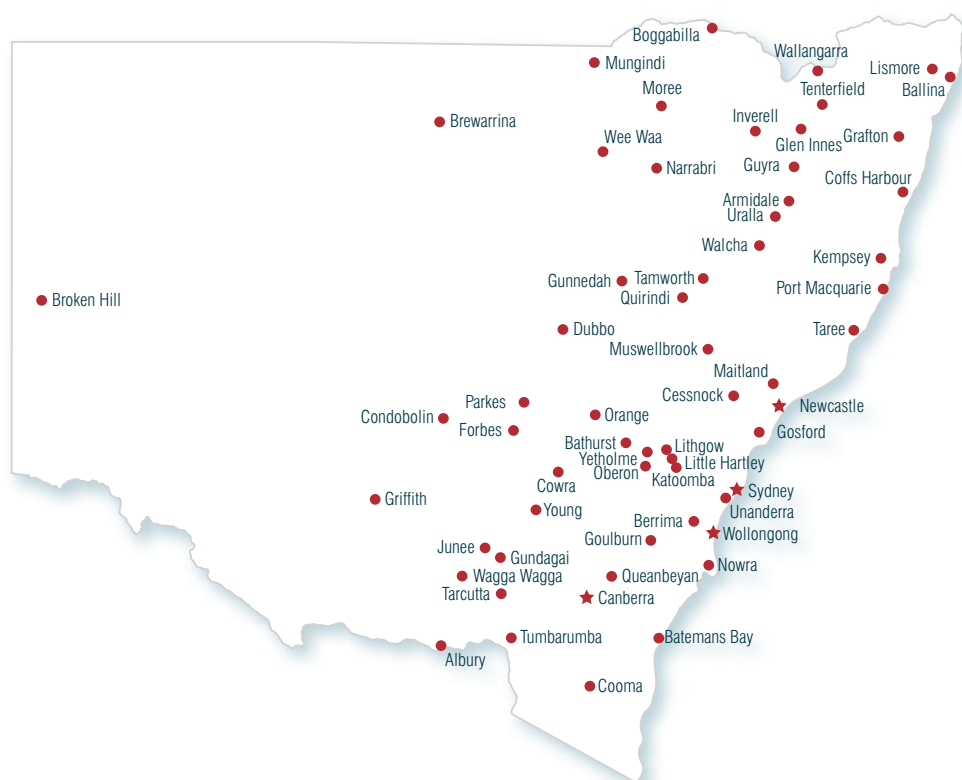 Boggabilla
Wallangarra
Mungindi
Lismore
Ballina
Moree
Tenterfield
Brewarrina
Inverell
Wee Waa
Glen Innes
Grafton
Narrabri
Guyra
Coffs Harbour
Armidale
Uralla
Walcha
Kempsey
Gunnedah
Tamworth
Port Macquarie
Broken Hill
Quirindi
Dubbo
Taree
Muswellbrook
Maitland
Cessnock
Parkes
Newcastle
Condobolin
Orange
Forbes
Gosford
Bathurst
Lithgow
Yetholme
Little Hartley
Oberon
Katoomba
Cowra
Sydney
Griffith
Unanderra
Young
Berrima
Wollongong
Goulburn
Junee
Gundagai
Nowra
Wagga Wagga
Queanbeyan
Tarcutta
Canberra
Tumbarumba
Batemans Bay
Albury
Cooma